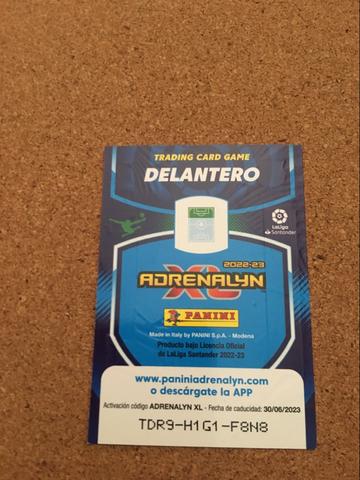 TRADING CARD GAME
DELANTERO
LaLiga
Santander
2022-23
ADRENALYN
XL
PANINI
Made in Italy by PANINI S.p.A. - Modena
Producto bajo Licencia Oficial
de LaLiga Santander 2022-23
www.paniniadrenalyn.com
o descárgate la APP
Activación código ADRENALYN XL - Fecha de caducidad: 30/06/2023
TDR9-H1G1-F8N8